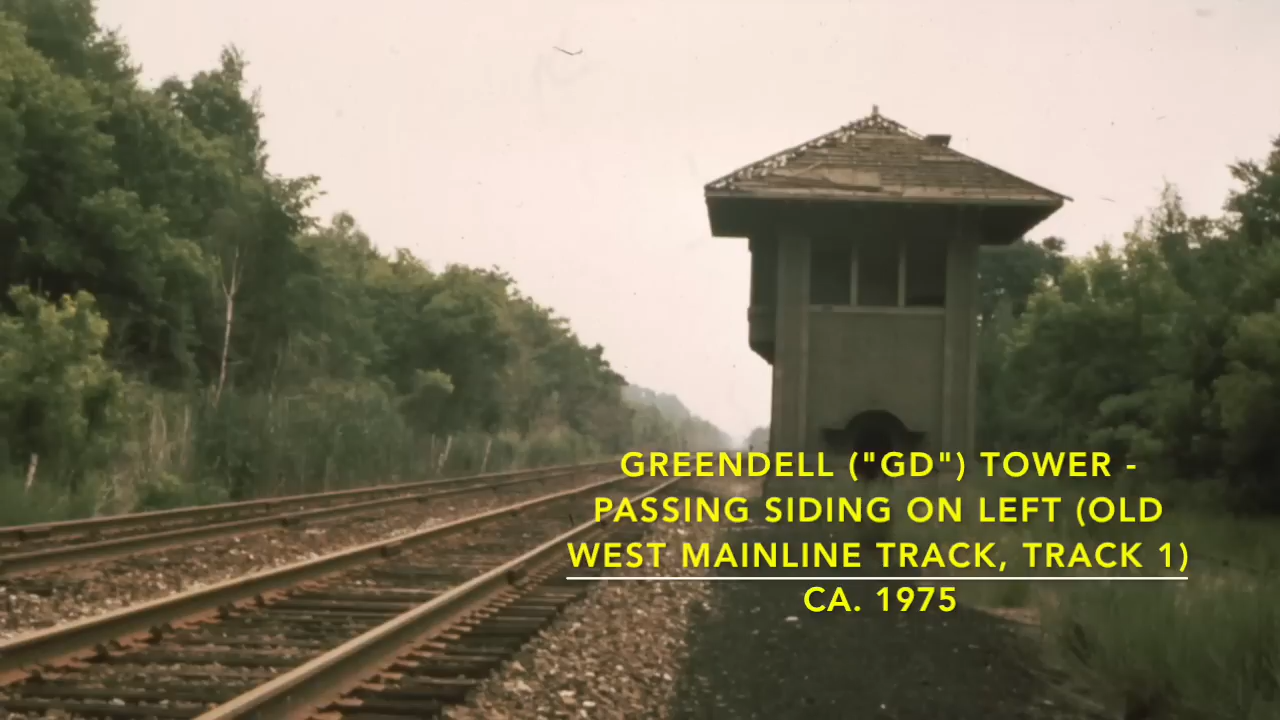 GREENDELL ("GD") TOWER -
PASSING SIDING ON LEFT (OLD
WEST MAINLINE TRACK, TRACK 1)
CA. 1975